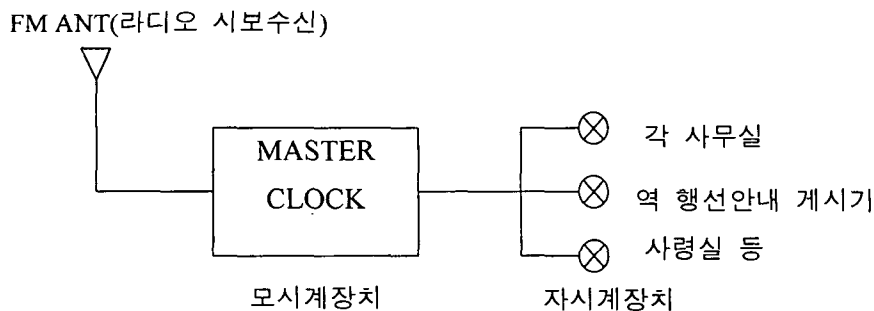 FM ANT(라디오 시보수신)
MASTER
CLOCK
각 사무실
역 행선안내 게시기
사령실 등
모시계장치
자시계장치